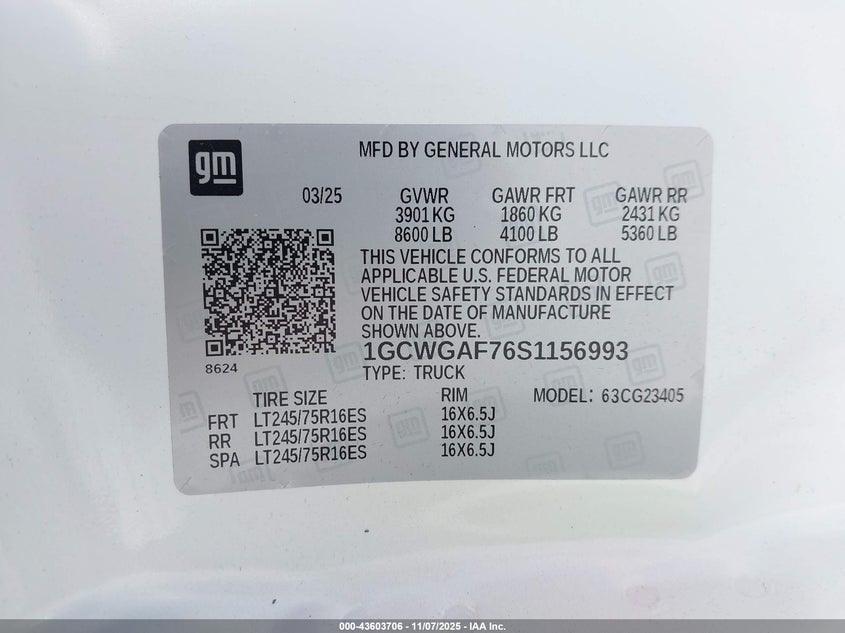 gm
MFD BY GENERAL MOTORS LLC
03/25 GVWR GAWR FRT GAWR RR
3901 KG 1860 KG 2431 KG
8600 LB 4100 LB 5360 LB
THIS VEHICLE CONFORMS TO ALL
APPLICABLE U.S. FEDERAL MOTOR
VEHICLE SAFETY STANDARDS IN EFFECT
ON THE DATE OF MANUFACTURE
SHOWN ABOVE.
8624
1GCWGAF76S1156993
TYPE: TRUCK
TIRE SIZE RIM MODEL: 63CG23405
FRT LT245/75R16ES 16X6.5J
RR LT245/75R16ES 16X6.5J
SPA LT245/75R16ES 16X6.5J
000-43603706 - 11/07/2025 - IAA Inc.